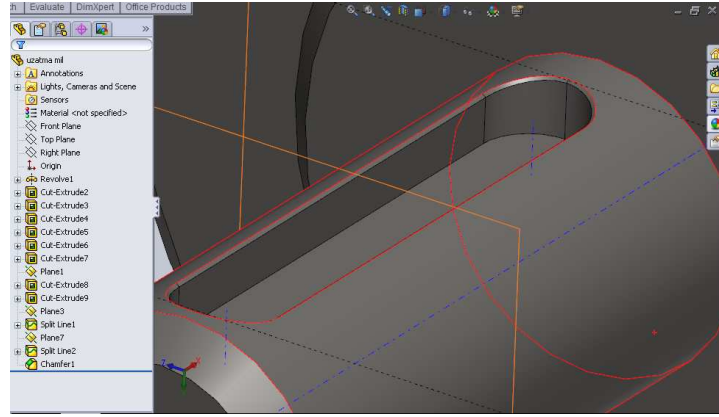 Evaluate DimXpert Office Products
uzatma mil
Annotations
Lights, Cameras and Scene
Sensors
Material <not specified>
Front Plane
Top Plane
Right Plane
Origin
Revolve1
Cut-Extrude2
Cut-Extrude3
Cut-Extrude4
Cut-Extrude5
Cut-Extrude6
Cut-Extrude7
Plane1
Cut-Extrude8
Cut-Extrude9
Plane3
Split Line1
Plane7
Split Line2
Chamfer1